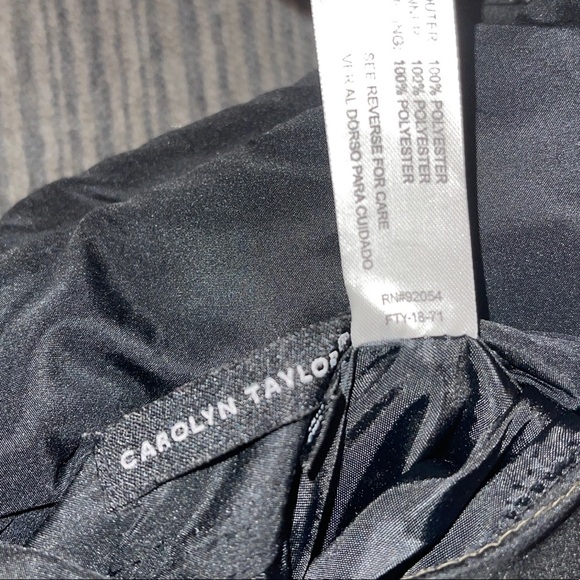 OUTER: 100% POLYESTER
100% POLYESTER
100% POLYESTER
SEE REVERSE FOR CARE
VER AL DORSO PARA CUIDADO
RN#92054
FTY-18-71
CAROLYN TAYLOR